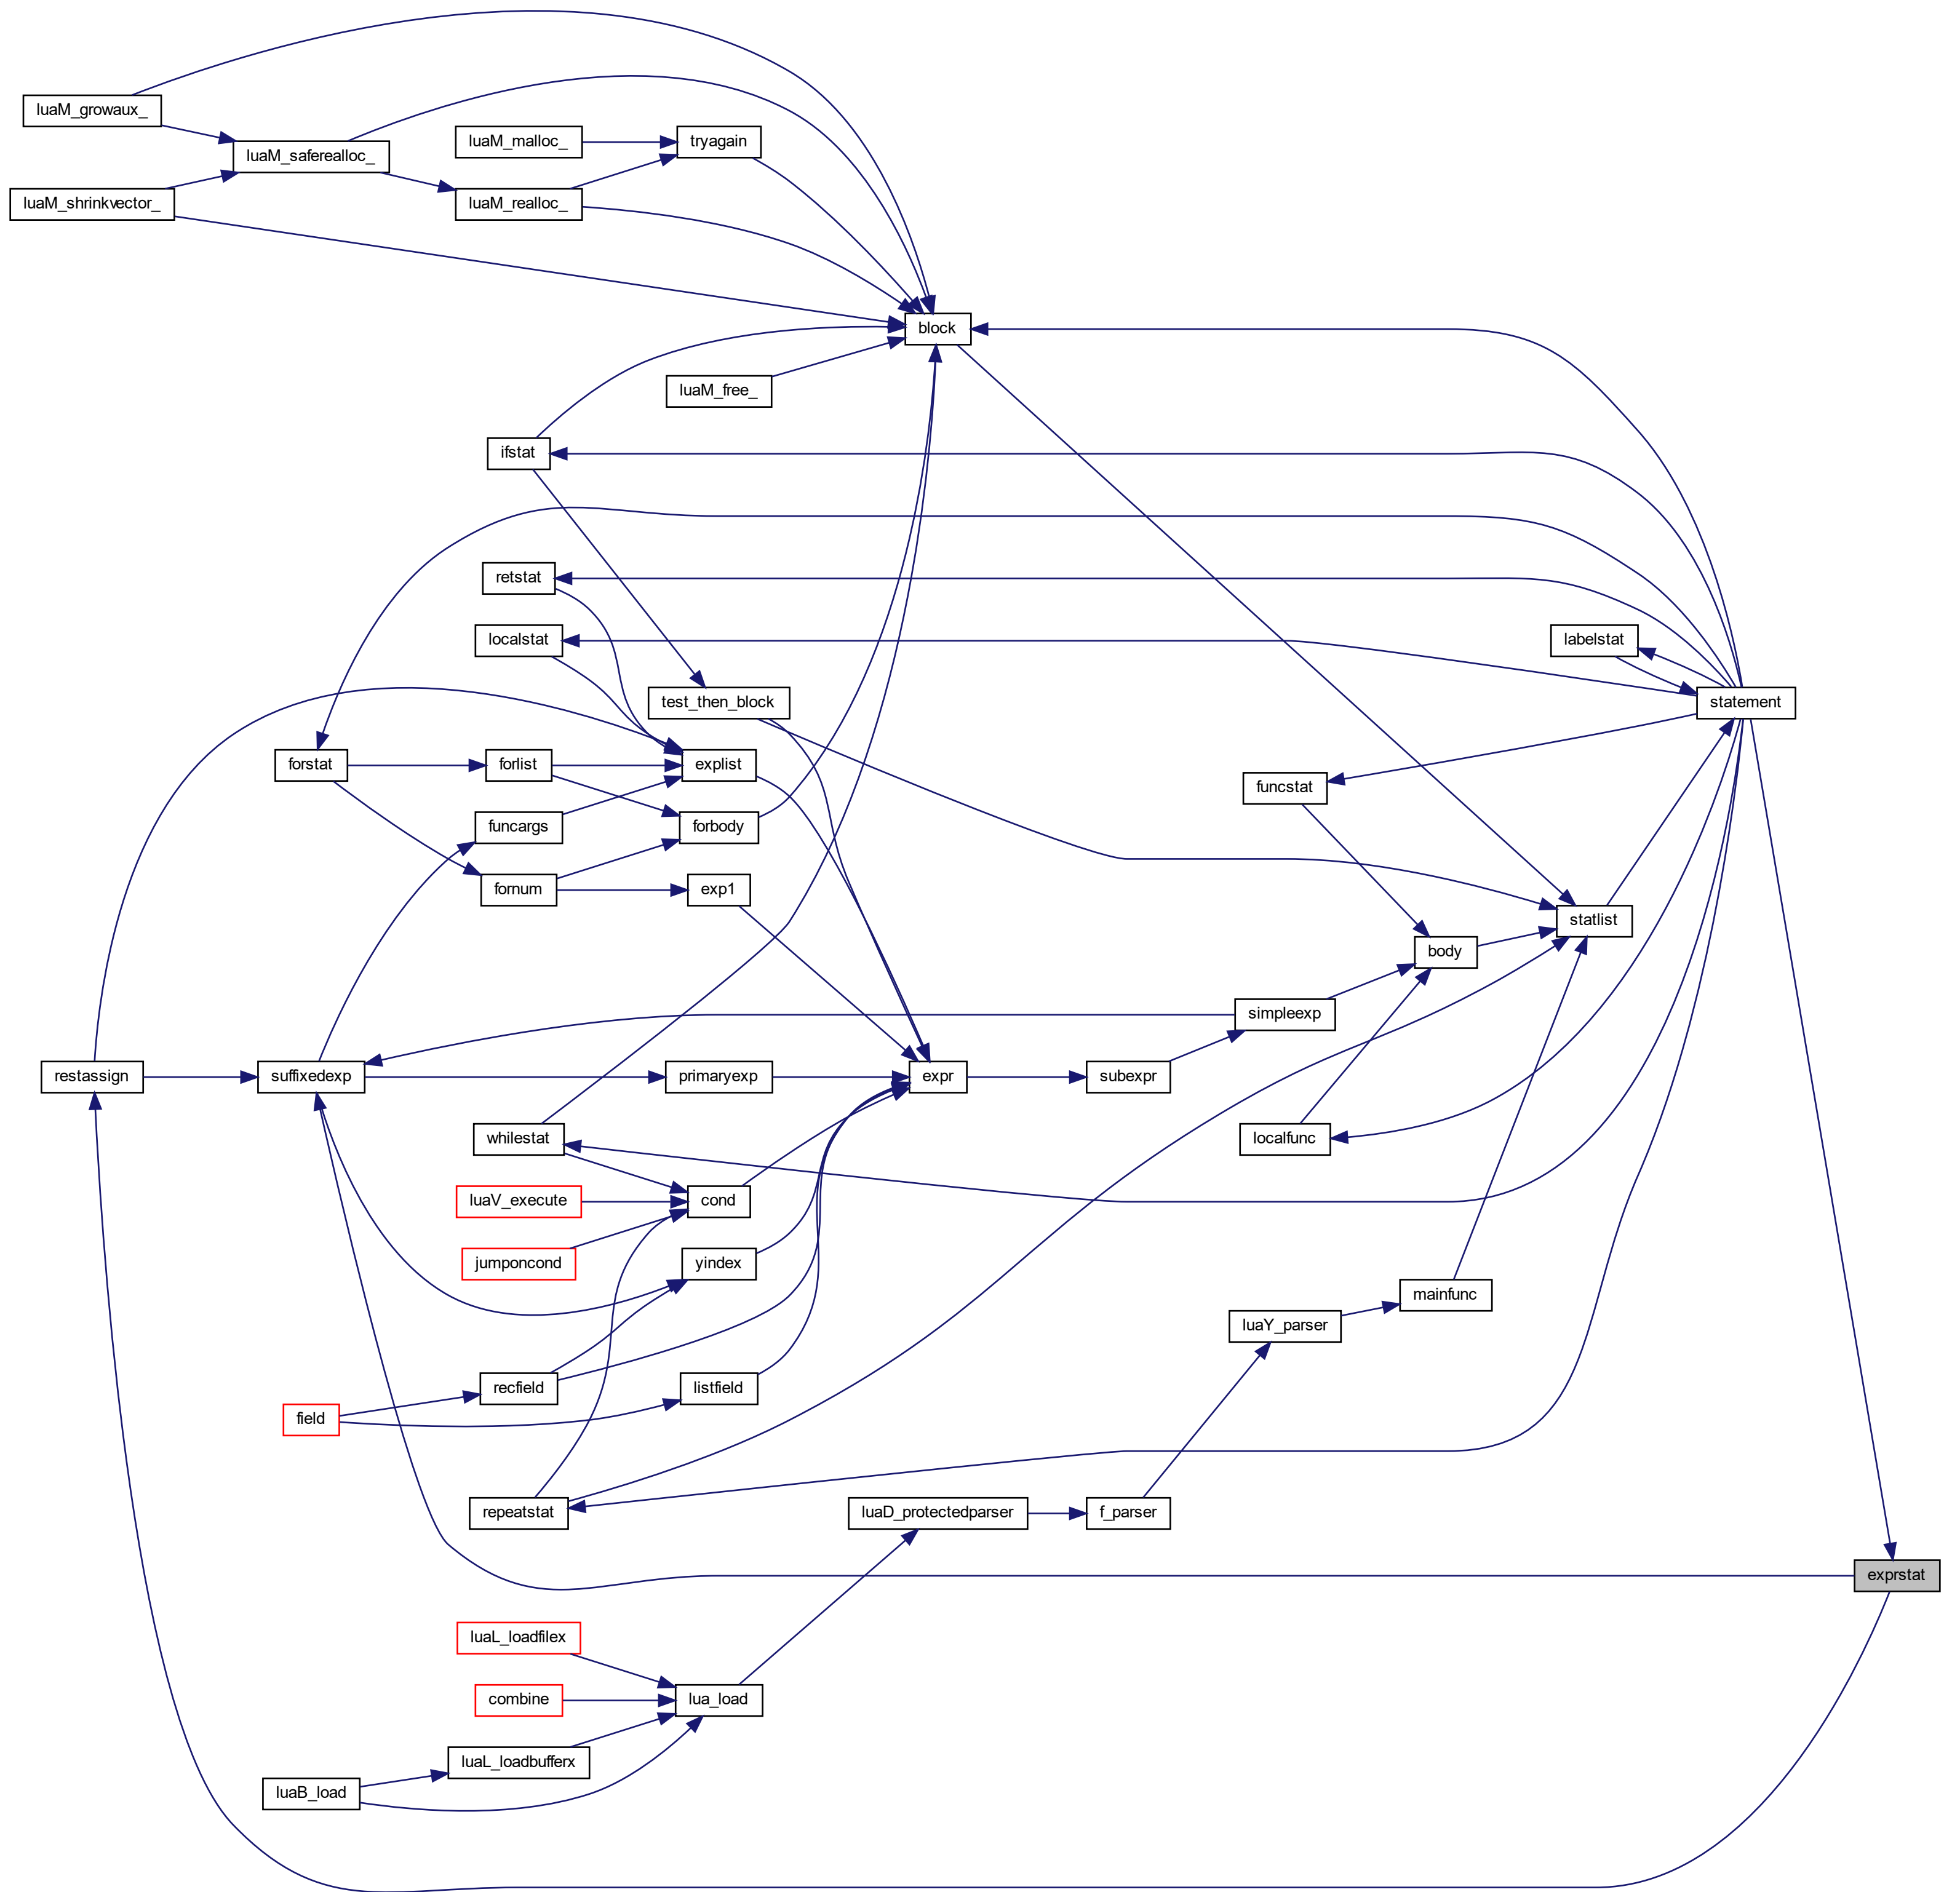 luaM_growaux_
luaM_saferealloc_
luaM_malloc_
tryagain
luaM_shrinkvector_
luaM_realloc_
block
luaM_free_
ifstat
retstat
localstat
labelstat
test_then_block
statement
forstat
forlist
explist
funcstat
funcargs
forbody
fornum
exp1
statlist
body
simpleexp
restassign
suffixedexp
primaryexp
expr
subexpr
whilestat
localfunc
luaV_execute
cond
jumponcond
yindex
mainfunc
luaY_parser
recfield
listfield
field
repeatstat
luaD_protectedparser
f_parser
exprstat
luaL_loadfilex
combine
lua_load
luaL_loadbufferx
luaB_load